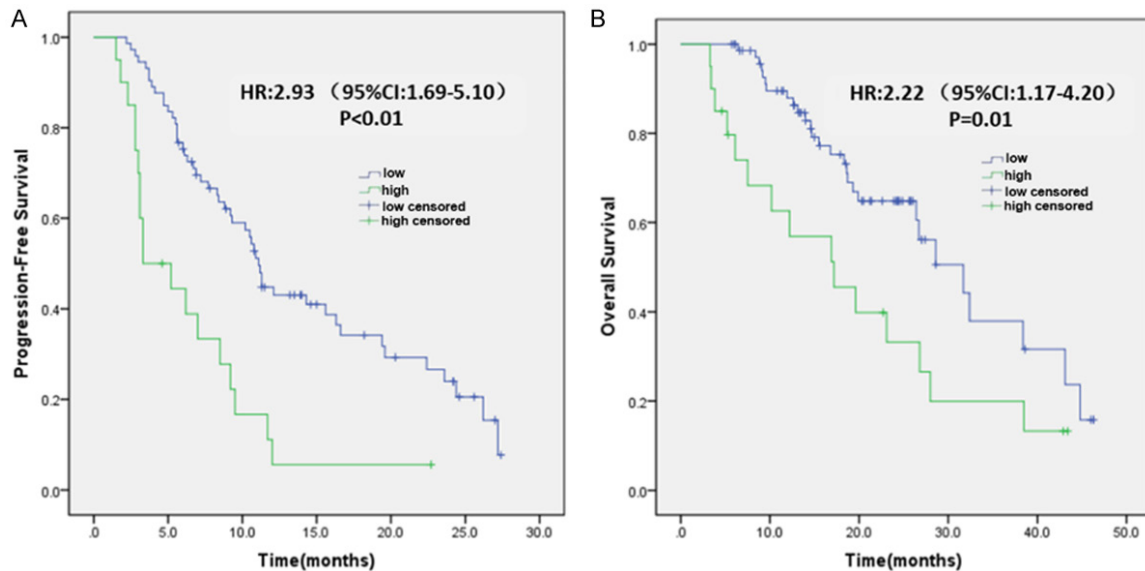 A
Progression-Free Survival
1.0
0.8
0.6
0.4
0.2
0.0
HR:2.93 （95%CI:1.69-5.10)
P<0.01
low
high
low censored
high censored
.0 5.0 10.0 15.0 20.0 25.0 30.0
Time(months)
B
Overall Survival
1.0
0.8
0.6
0.4
0.2
0.0
HR:2.22 （95%CI:1.17-4.20)
P=0.01
low
high
low censored
high censored
.0 10.0 20.0 30.0 40.0 50.0
Time(months)